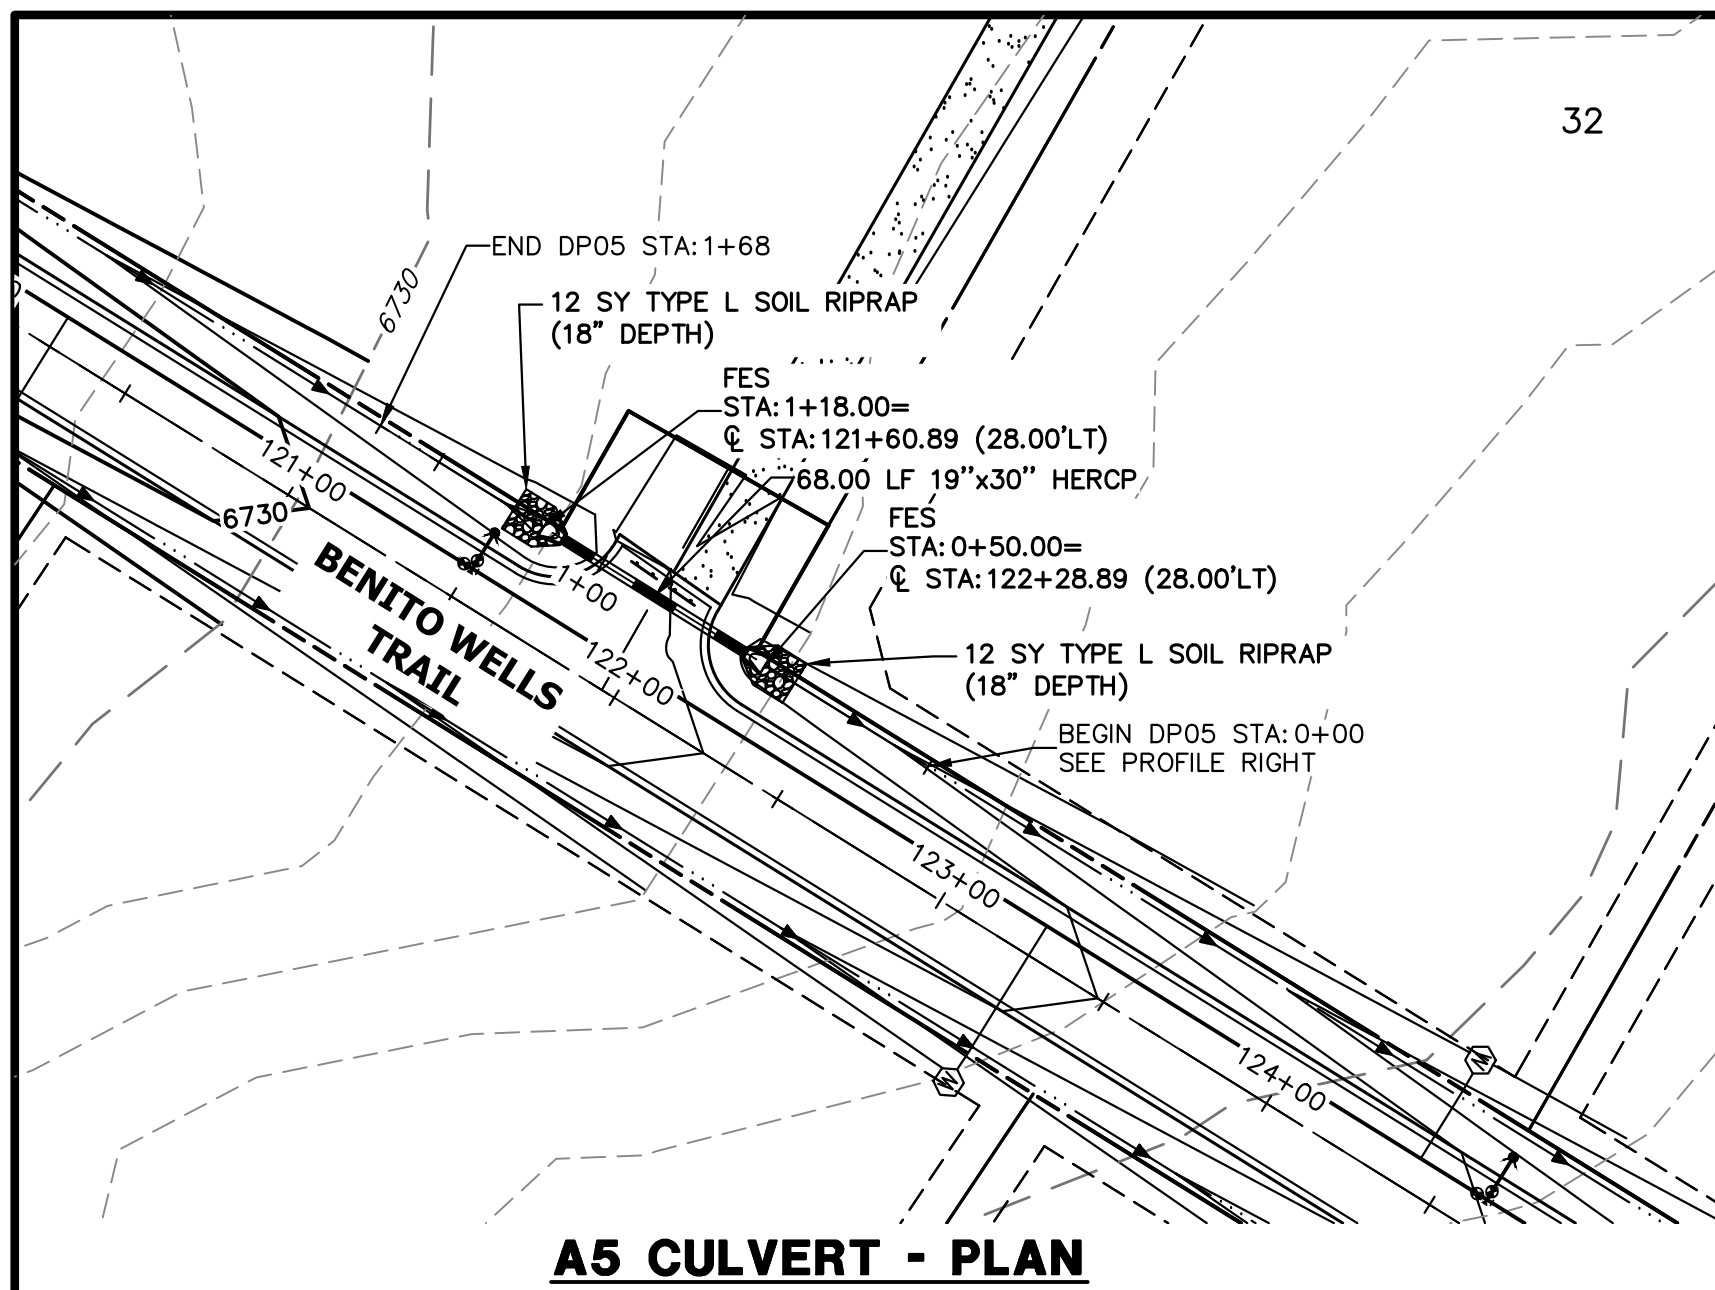 32
END DP05 STA:1+68
6730
12 SY TYPE L SOIL RIPRAP
(18" DEPTH)
FES
STA:1+18.00=
℄ STA:121+60.89 (28.00'LT)
68.00 LF 19"x30" HERCP
121+00
6730
FES
STA:0+50.00=
℄ STA:122+28.89 (28.00'LT)
1+00
BENITO WELLS
TRAIL
122+00
12 SY TYPE L SOIL RIPRAP
(18" DEPTH)
BEGIN DP05 STA:0+00
SEE PROFILE RIGHT
123+00
W
W
124+00
A5 CULVERT - PLAN